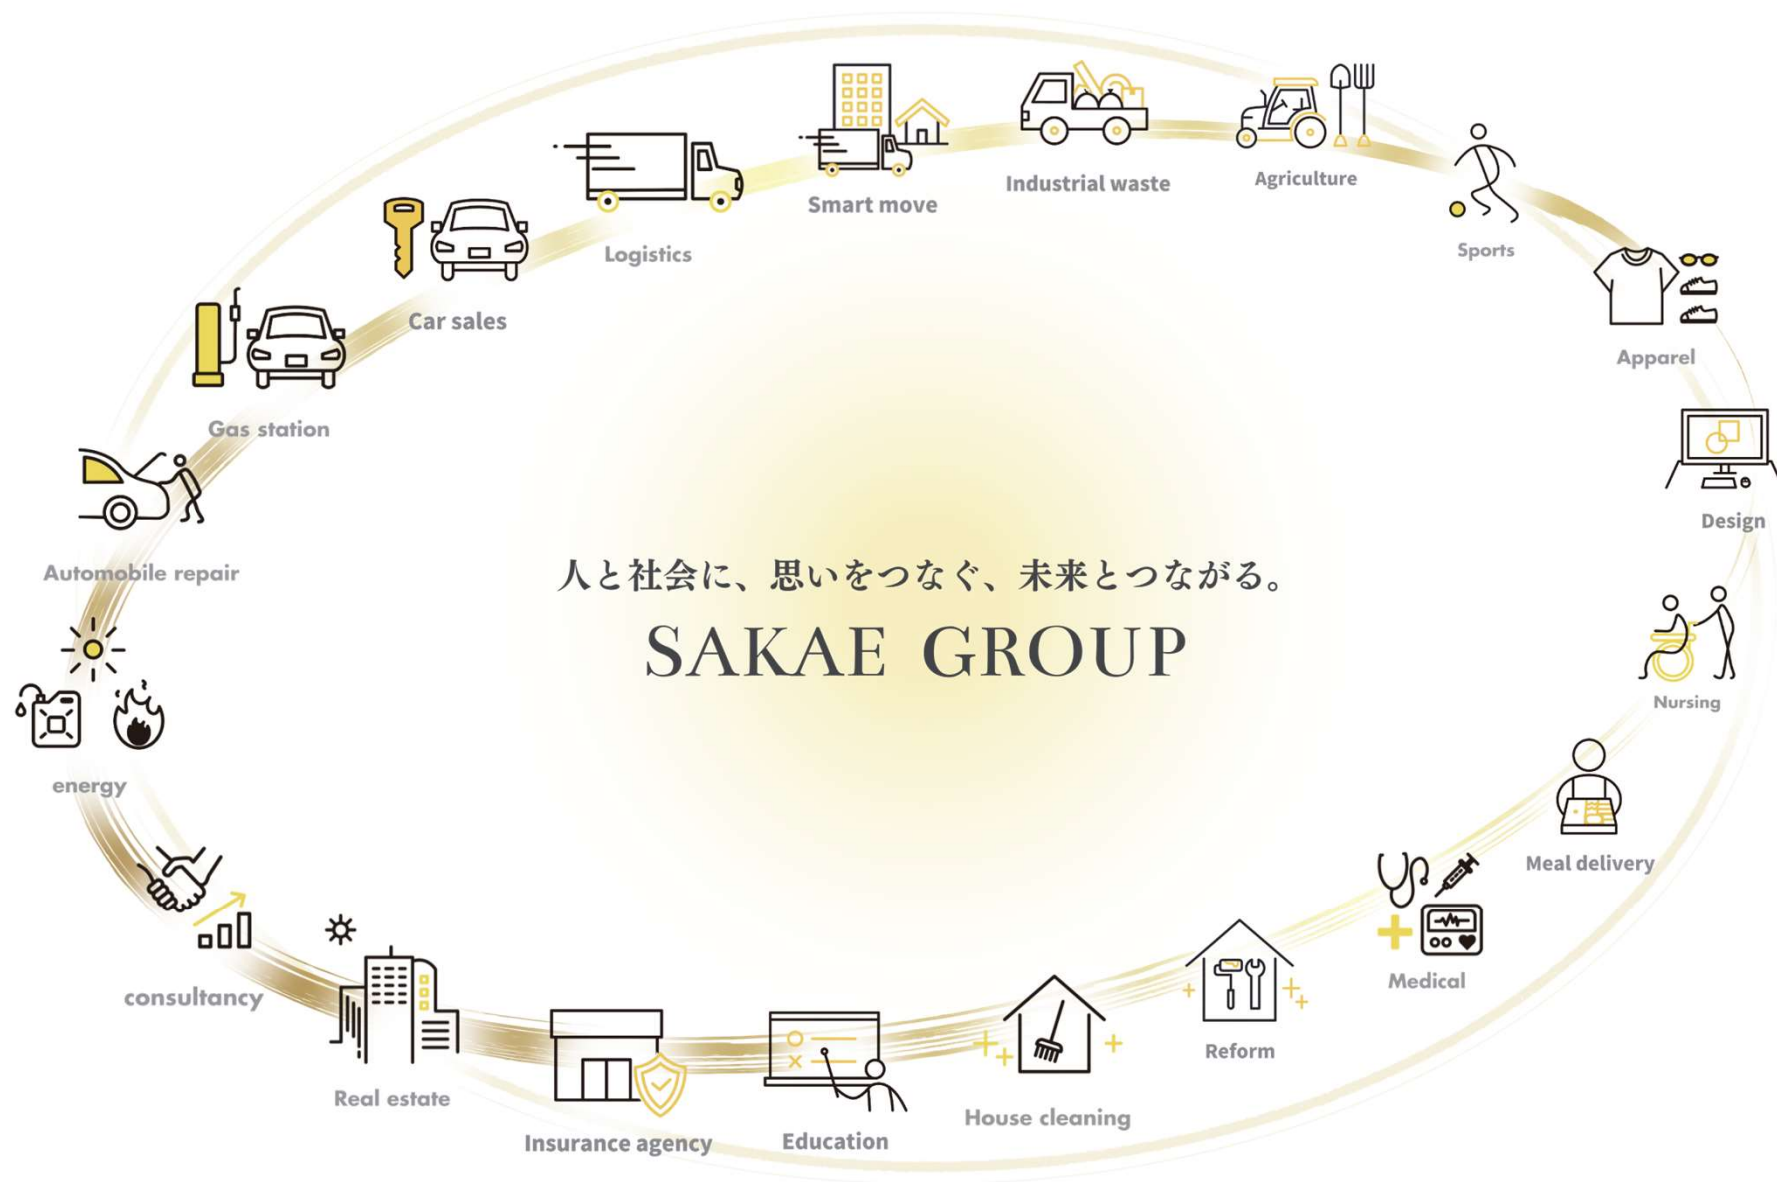 Smart move
Industrial waste
Agriculture
Logistics
Sports
Car sales
Apparel
Gas station
Design
Automobile repair
人と社会に、思いをつなぐ、未来とつながる。
SAKAE GROUP
Nursing
energy
Meal delivery
Medical
consultancy
Reform
Real estate
House cleaning
Insurance agency
Education